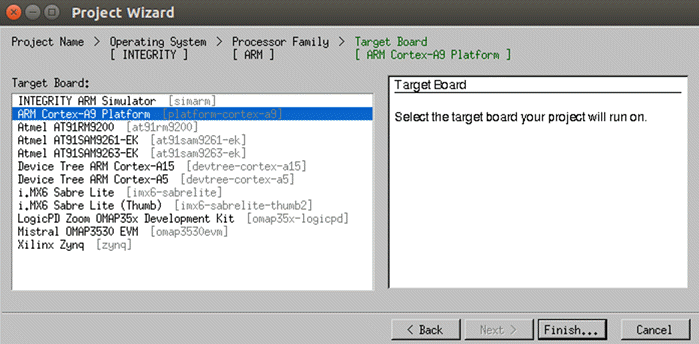 Project Wizard
Project Name > Operating System > Processor Family > Target Board
[ INTEGRITY ] [ ARM ] [ ARM Cortex-A9 Platform ]
Target Board:
INTEGRITY ARM Simulator [simarm]
ARM Cortex-A9 Platform [platform-cortex-a9]
Atmel AT91RM9200 [at91rm9200]
Atmel AT91SAM9261-EK [at91sam9261-ek]
Atmel AT91SAM9263-EK [at91sam9263-ek]
Device Tree ARM Cortex-A15 [devtree-cortex-a15]
Device Tree ARM Cortex-A5 [devtree-cortex-a5]
i.MX6 Sabre Lite [imx6-sabrelite]
i.MX6 Sabre Lite (Thumb) [imx6-sabrelite-thumb2]
LogicPD Zoom OMAP35x Development Kit [omap35x-logicpd]
Mistral OMAP3530 EVM [omap3530evm]
Xilinx Zynq [zynq]
Target Board
Select the target board your project will run on.
< Back Next > Finish... Cancel